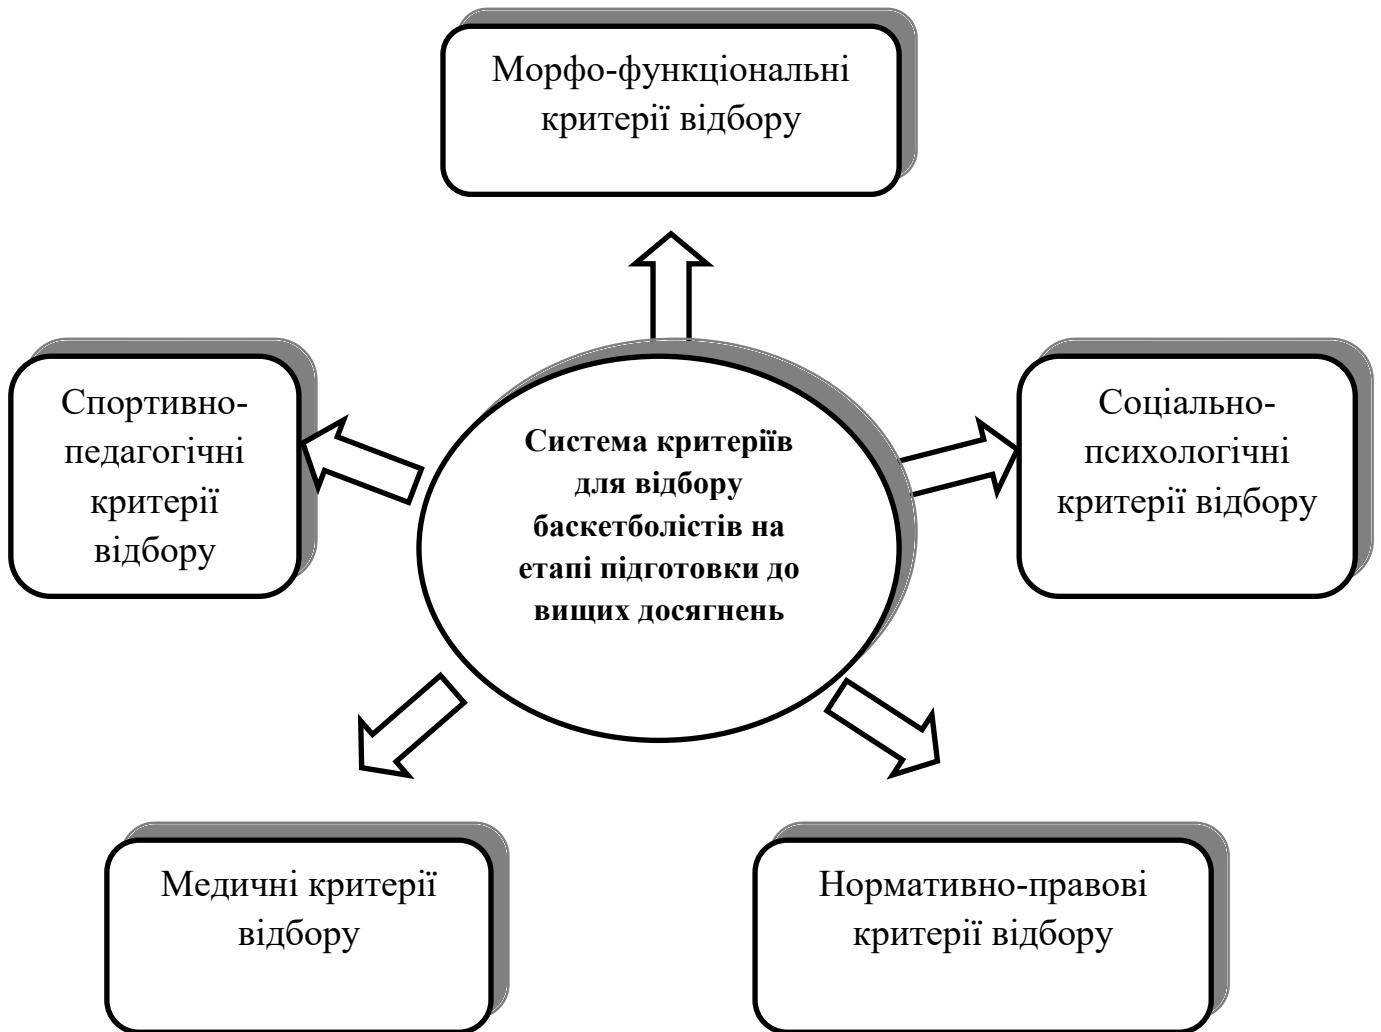 Морфо-функціональні
критерії відбору
Спортивно-
педагогічні
критерії
відбору
Система критеріїв
для відбору
баскетболістів на
етапі підготовки до
вищих досягнень
Соціально-
психологічні
критерії відбору
Медичні критерії
відбору
Нормативно-правові
критерії відбору